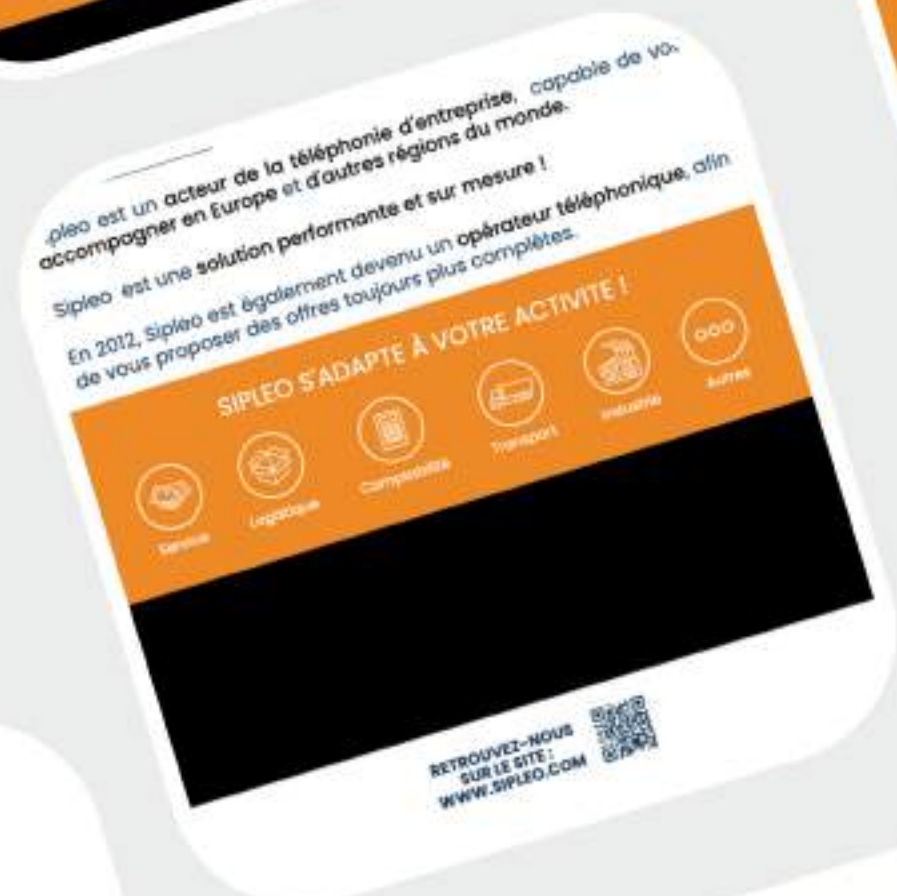 pleo est un acteur de la téléphonie d'entreprise, capable de vo
accompagner en Europe et d'autres régions du monde.
Sipleo est une solution performante et sur mesure !
En 2012, Sipleo est également devenu un opérateur téléphonique, afin
de vous proposer des offres toujours plus complètes.
SIPLEO S'ADAPTE À VOTRE ACTIVITE !
Service Logistique Comptabilité Transport Industrie Autres
RETROUVEZ-NOUS
SUR LE SITE :
WWW.SIPLEO.COM